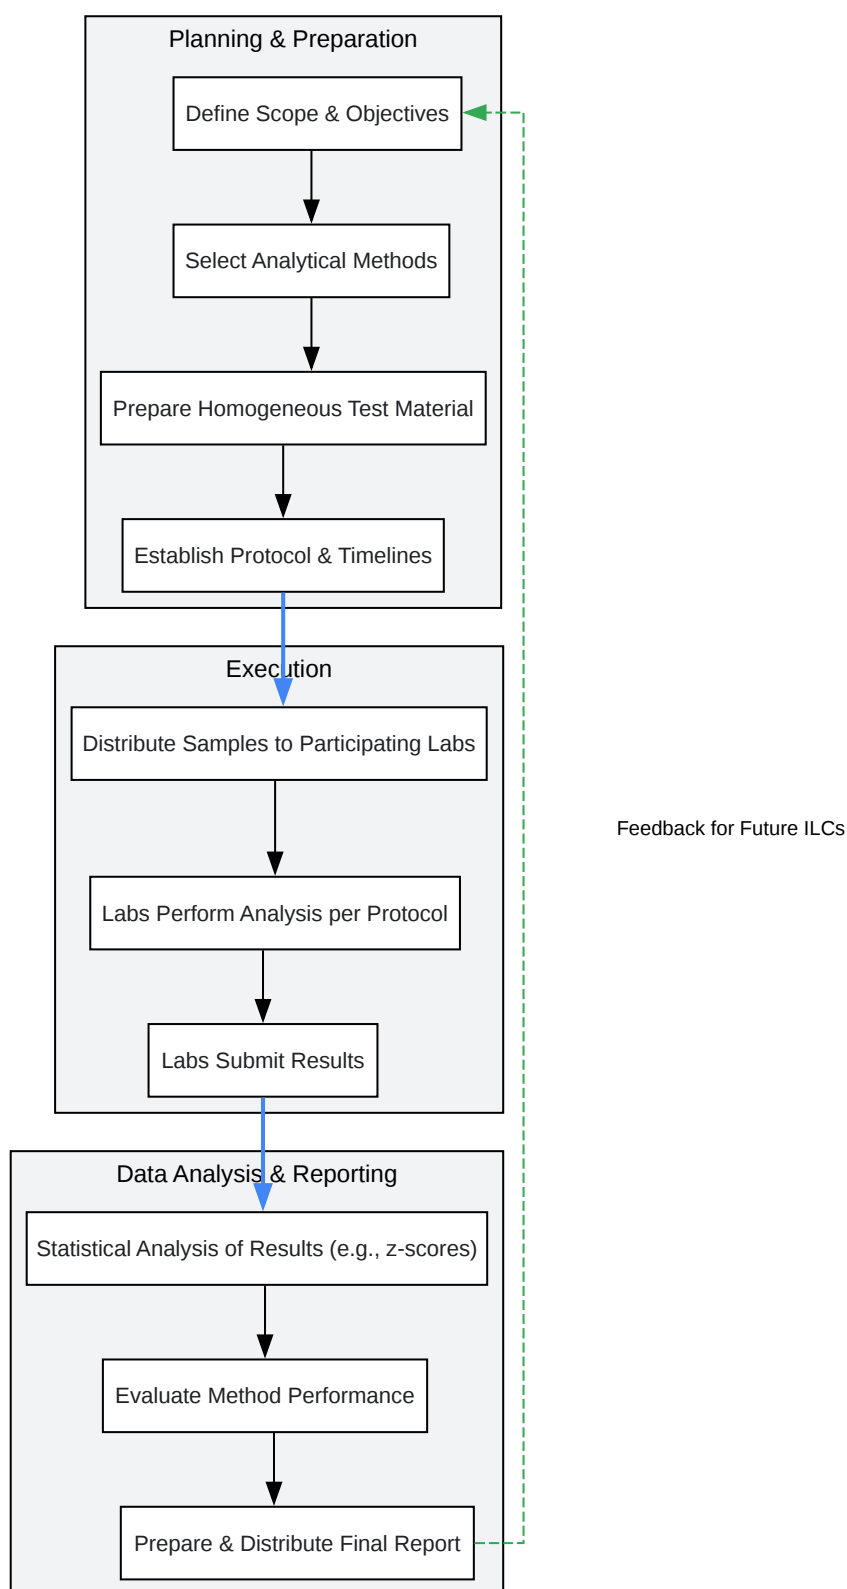 Planning & Preparation
Define Scope & Objectives
Select Analytical Methods
Prepare Homogeneous Test Material
Establish Protocol & Timelines
Execution
Distribute Samples to Participating Labs
Feedback for Future ILCs
Labs Perform Analysis per Protocol
Labs Submit Results
Data Analysis & Reporting
Statistical Analysis of Results (e.g., z-scores)
Evaluate Method Performance
Prepare & Distribute Final Report